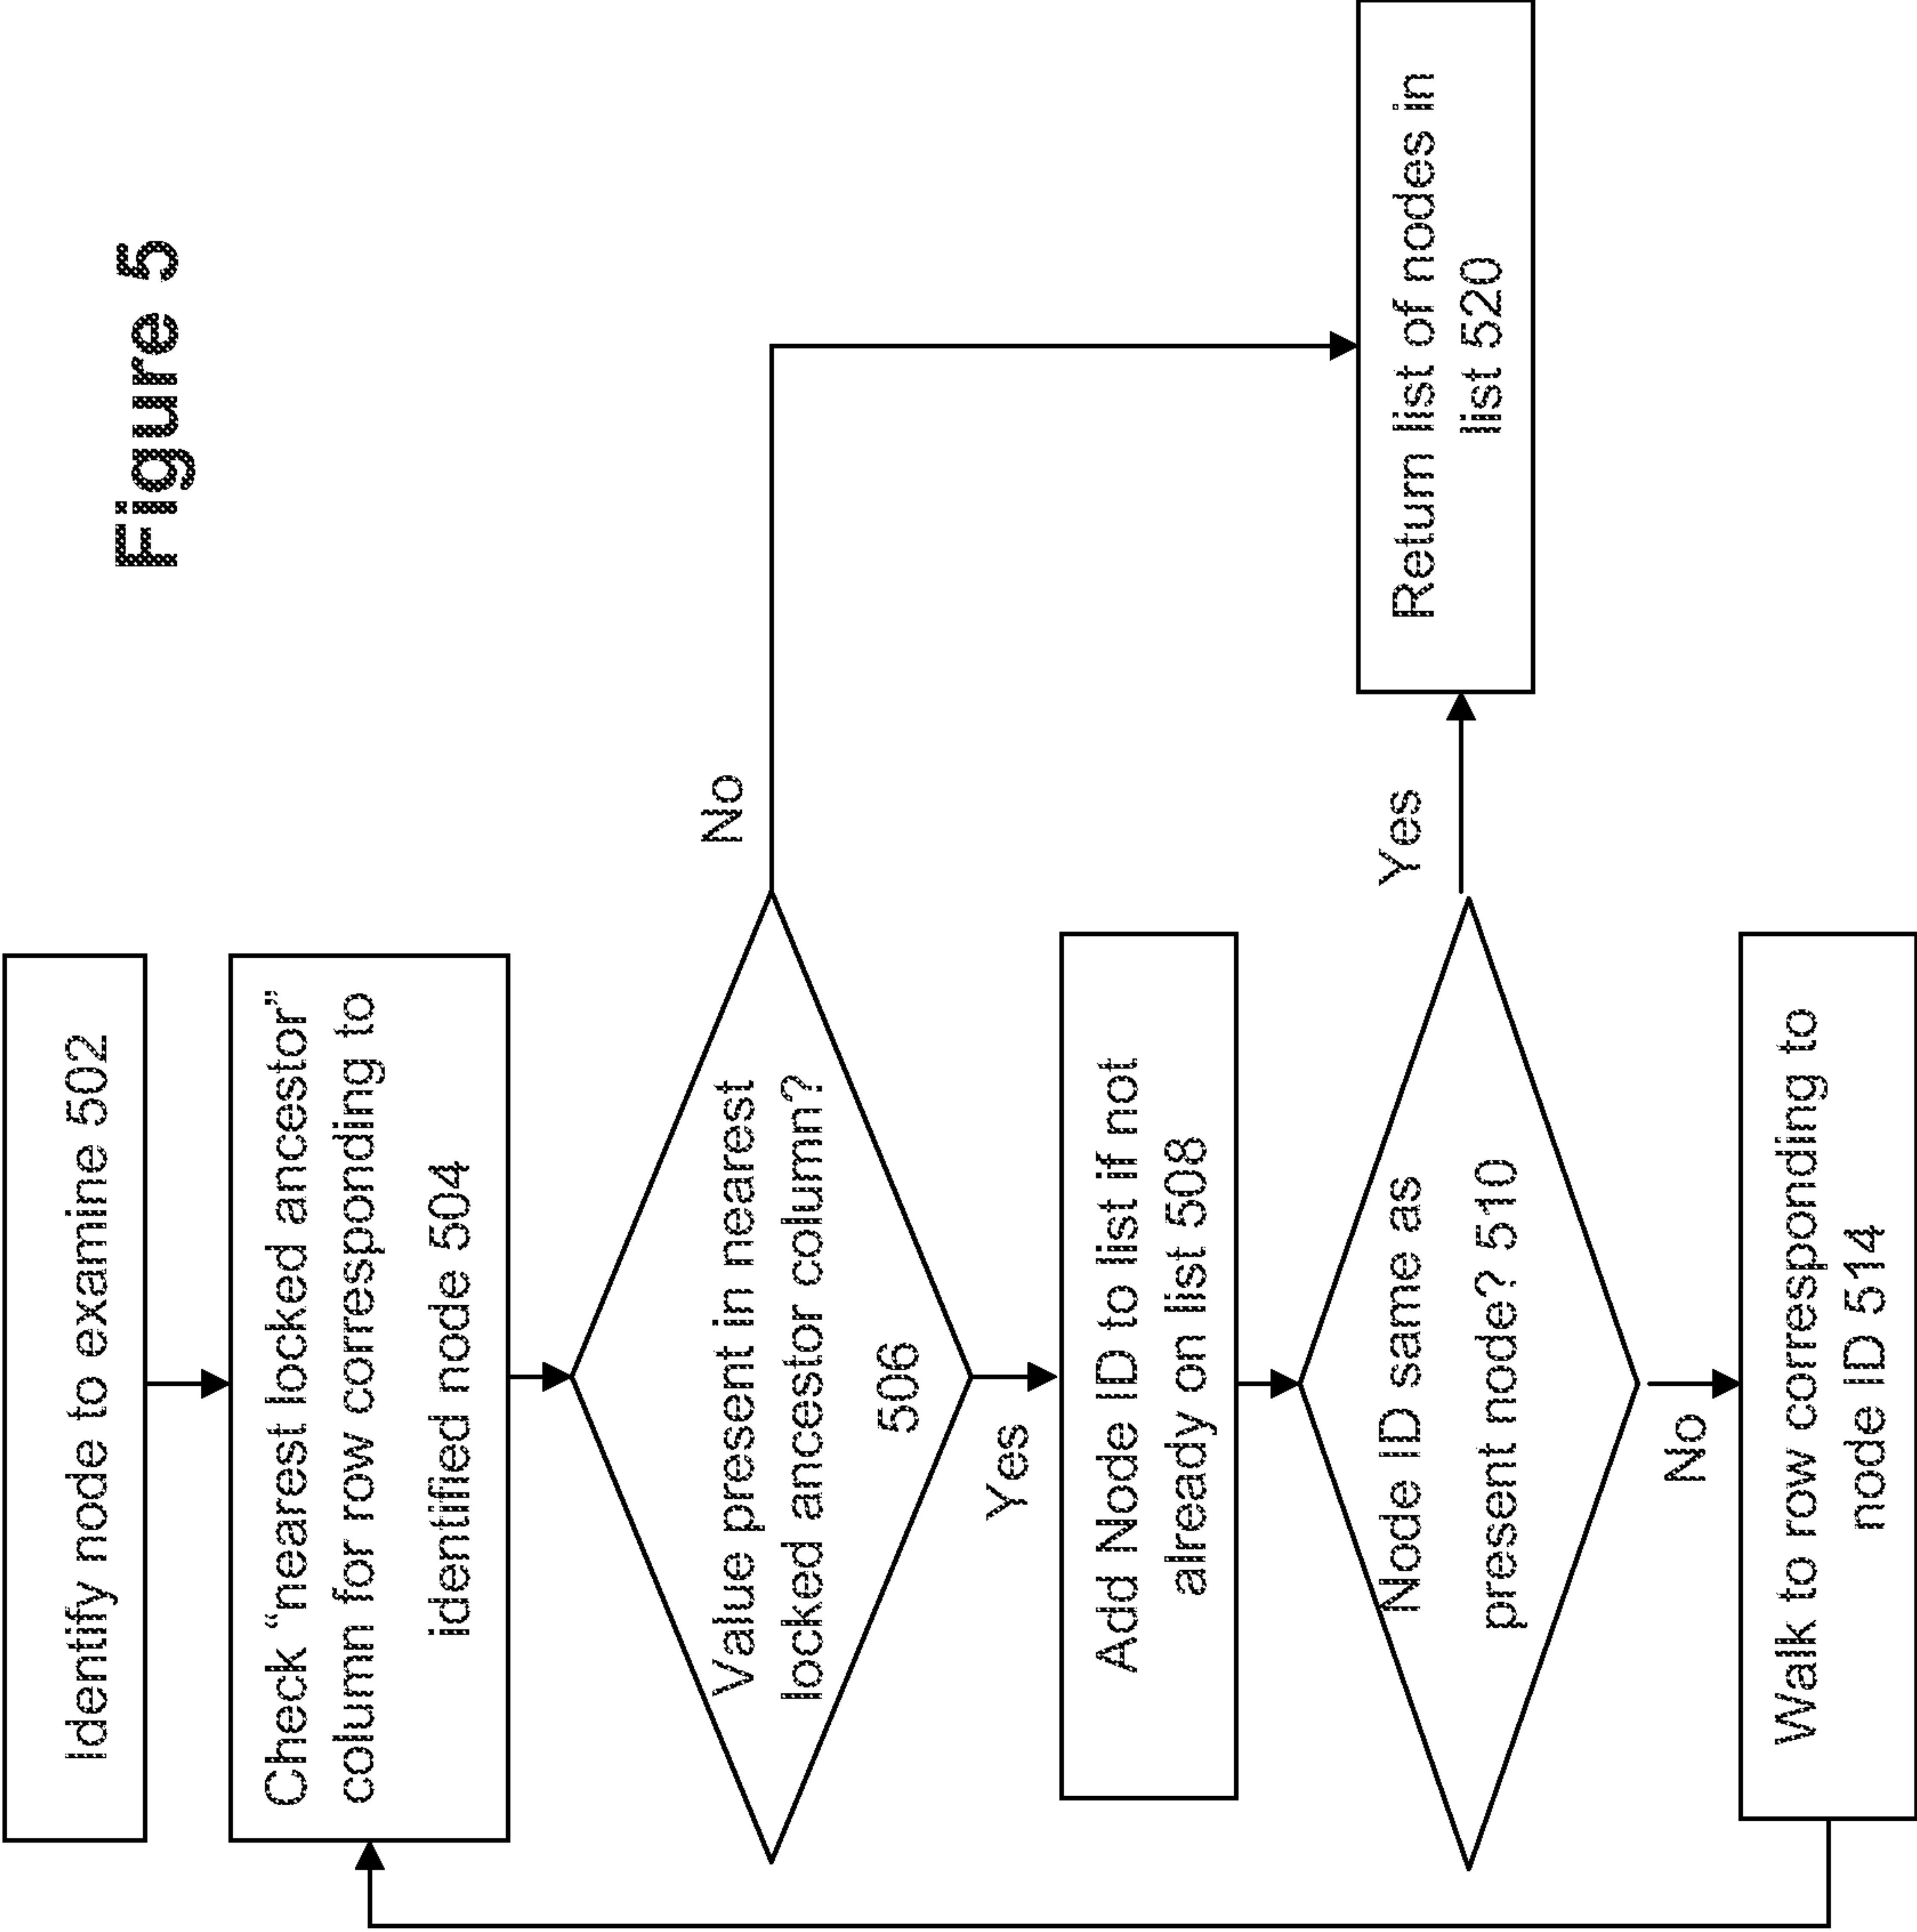 Figure 5
Identify node to examine 502
Check “nearest locked ancestor”
column for row corresponding to
identified node 504
Value present in nearest
locked ancestor column?
506
No
Yes
Add Node ID to list if not
already on list 508
Node ID same as
present node? 510
Yes
Return list of nodes in
list 520
No
Walk to row corresponding to
node ID 514